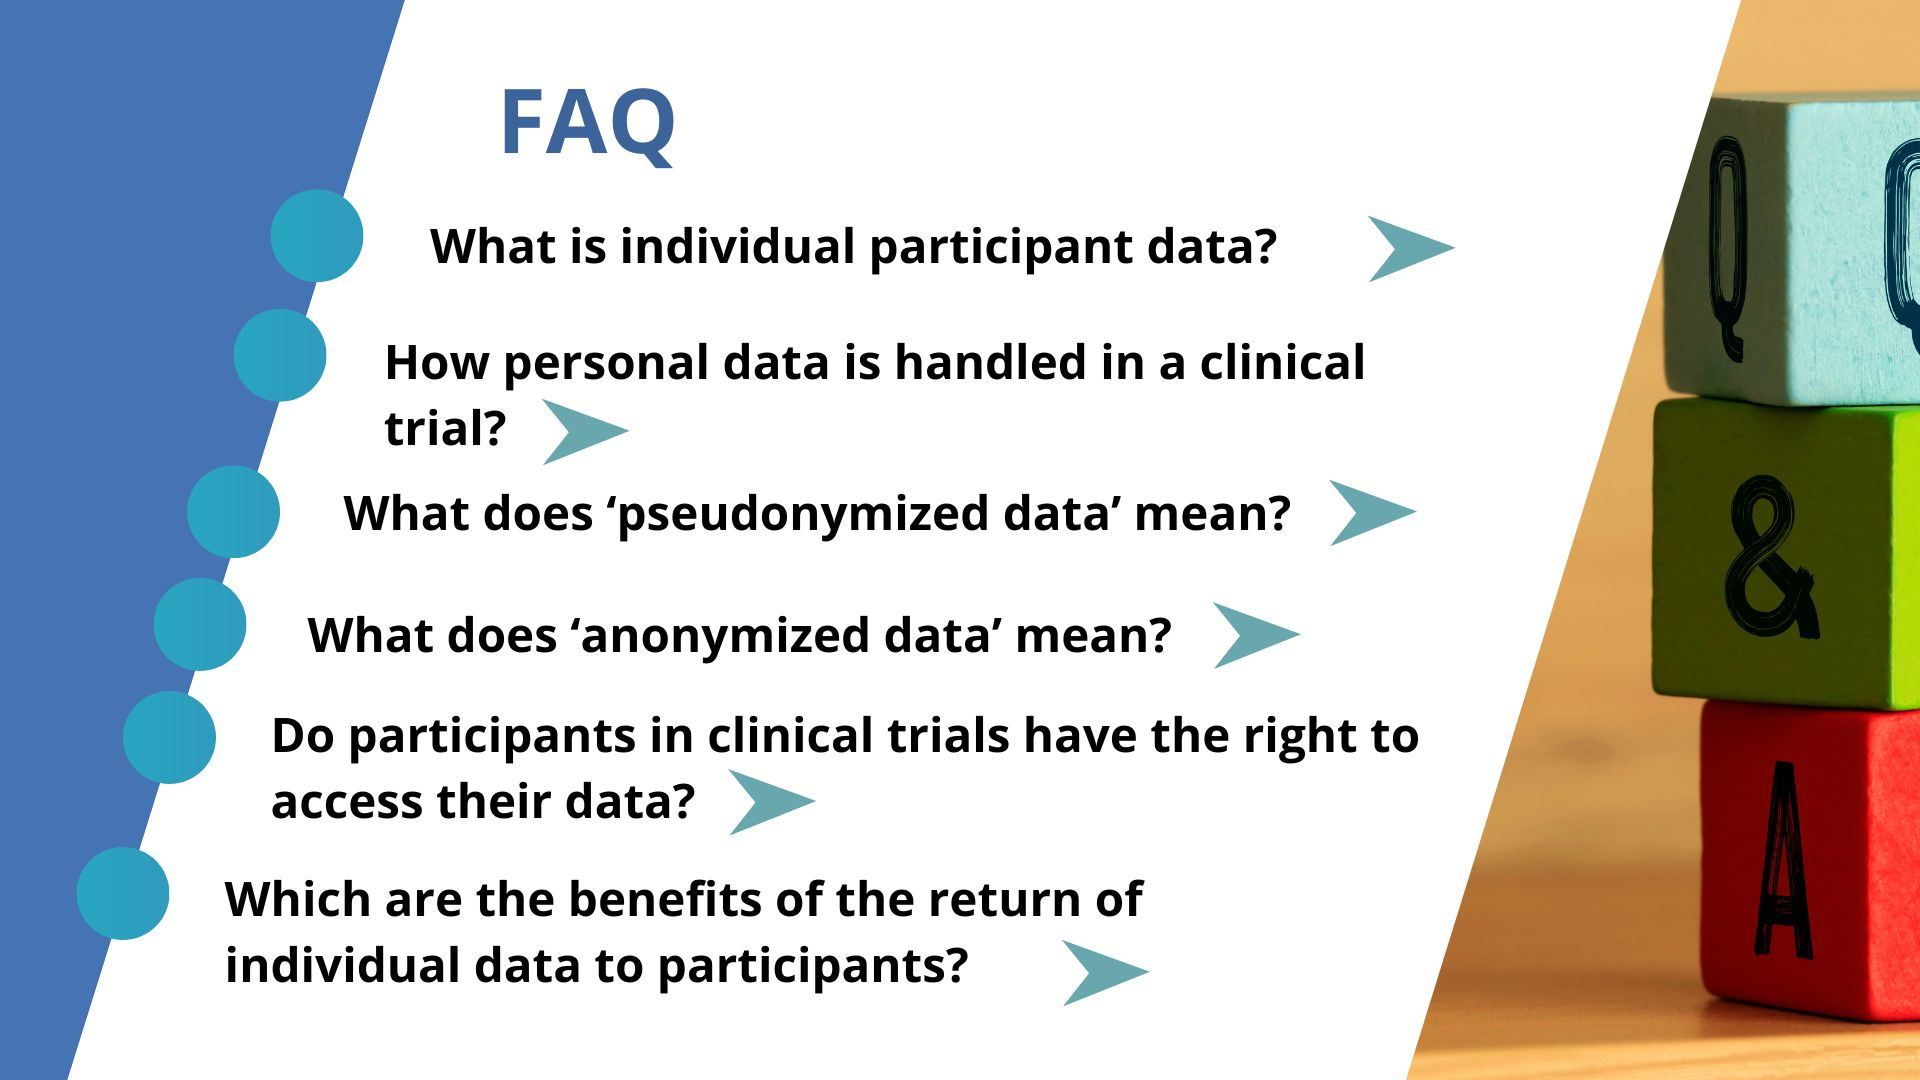 FAQ
What is individual participant data?
How personal data is handled in a clinical
trial?
What does ‘pseudonymized data’ mean?
What does ‘anonymized data’ mean?
Do participants in clinical trials have the right to
access their data?
Which are the benefits of the return of
individual data to participants?
Q Q
&
A